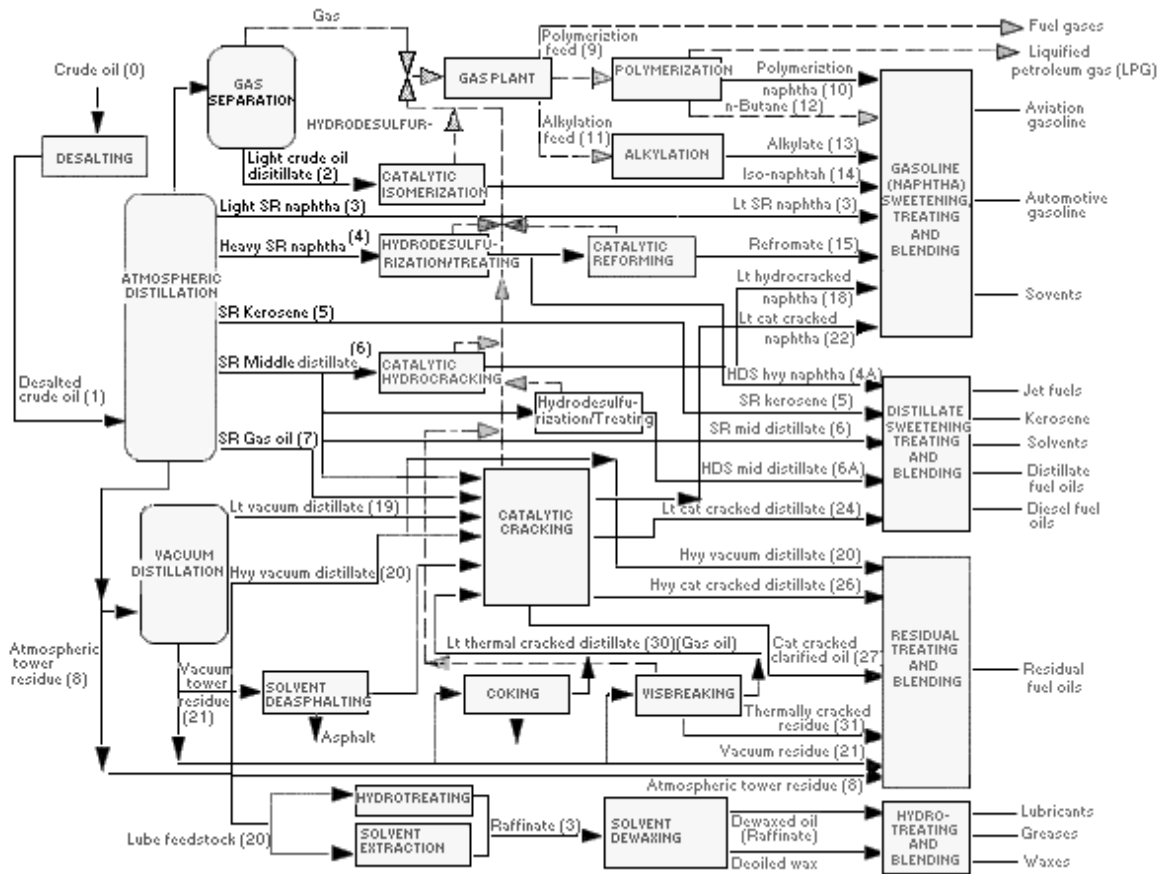 Gas
Fuel gases
Polymeriztion
feed (9)
Liquified
petroleum gas (LPG)
Crude oil (0)
GAS
SEPARATION
GAS PLANT
POLYMERIZATION
Polymeriztion
naphtha (10)
n-Butane (12)
Aviation
gasoline
HYDRODESULFUR-
Alkylation
feed (11)
DESALTING
Light crude oil
disitillate (2)
ALKYLATION
Alkylate (13)
CATALYTIC
ISOMERIZATION
Iso-naphtah (14)
GASOLINE
(NAPHTHA)
SWEETENING,
TREATING
AND
BLENDING
Automotive
gasoline
Light SR naphtha (3)
Lt SR naphtha (3)
Heavy SR naphtha (4)
HYDRODESULFU-
RIZATION/TREATING
CATALYTIC
REFORMING
Refromate (15)
ATMOSPHERIC
DISTILLATION
Lt hydrocracked
naphtha (18)
Sovents
SR Kerosene (5)
Lt cat cracked
naphtha (22)
SR Middle distillate (6)
CATALYTIC
HYDROCRACKING
HDS hvy naphtha (4A)
Jet fuels
Desalted
crude oil (1)
Hydrodesulfu-
rization/Treating
SR kerosene (5)
DISTILLATE
SWEETENING
TREATING
AND
BLENDING
Kerosene
SR Gas oil (7)
SR mid distillate (6)
Solvents
HDS mid distillate (6A)
Distillate
fuel oils
Lt vacuum distillate (19)
CATALYTIC
CRACKING
Lt cat cracked distillate (24)
Diesel fuel
oils
VACUUM
DISTILLATION
Hvy vacuum distillate (20)
Hvy vacuum distillate (20)
Hvy cat cracked distillate (26)
Atmospheric
tower
residue (8)
Lt thermal cracked distillate (30)(Gas oil)
Cat cracked
clarified oil (27
RESIDUAL
TREATING
AND
BLENDING
Residual
fuel oils
Vacuum
tower
residue
(21)
SOLVENT
DEASPHALTING
COKING
VISBREAKING
Asphalt
Thermally cracked
residue (31)
Vacuum residue (21)
Atmospheric tower residue (8)
HYDROTREATING
Lube feedstock (20)
SOLVENT
EXTRACTION
Raffinate (3)
SOLVENT
DEWAXING
Dewaxed oil
(Raffinate)
Deoiled wax
HYDRO-
TREATING
AND
BLENDING
Lubricants
Greases
Waxes